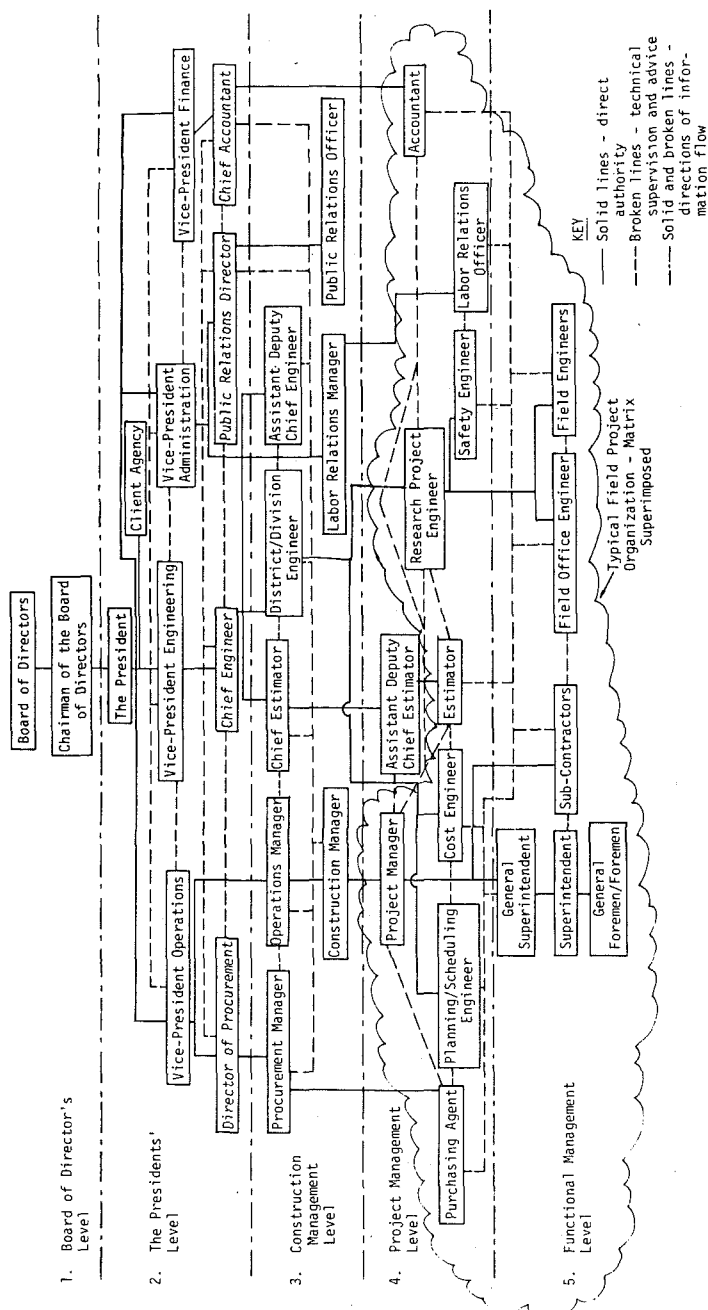 Board of Directors
Chairman of the Board
of Directors
1. Board of Director's
Level
The President
Client Agency
2. The Presidents'
Level
Vice-President Operations
Vice-President Engineering
Vice-President
Administration
Vice-President Finance
Director of Procurement
Chief Engineer
Public Relations Director
Chief Accountant
3. Construction
Management
Level
Procurement Manager
Operations Manager
Chief Estimator
District/Division
Engineer
Assistant Deputy
Chief Engineer
Construction Manager
Labor Relations Manager
Public Relations Officer
4. Project Management
Level
Project Manager
Assistant Deputy
Chief Estimator
Research Project
Engineer
Accountant
Purchasing Agent
Planning/Scheduling
Engineer
Cost Engineer
Estimator
Safety Engineer
Labor Relations
Officer
5. Functional Management
Level
General
Superintendent
Superintendent
Sub-Contractors
Field Office Engineer
Field Engineers
General
Foremen/Foremen
Typical Field Project
Organization - Matrix
Superimposed
KEY
Solid lines - direct
authority
Broken lines - technical
supervision and advice
Solid and broken lines -
directions of infor-
mation flow